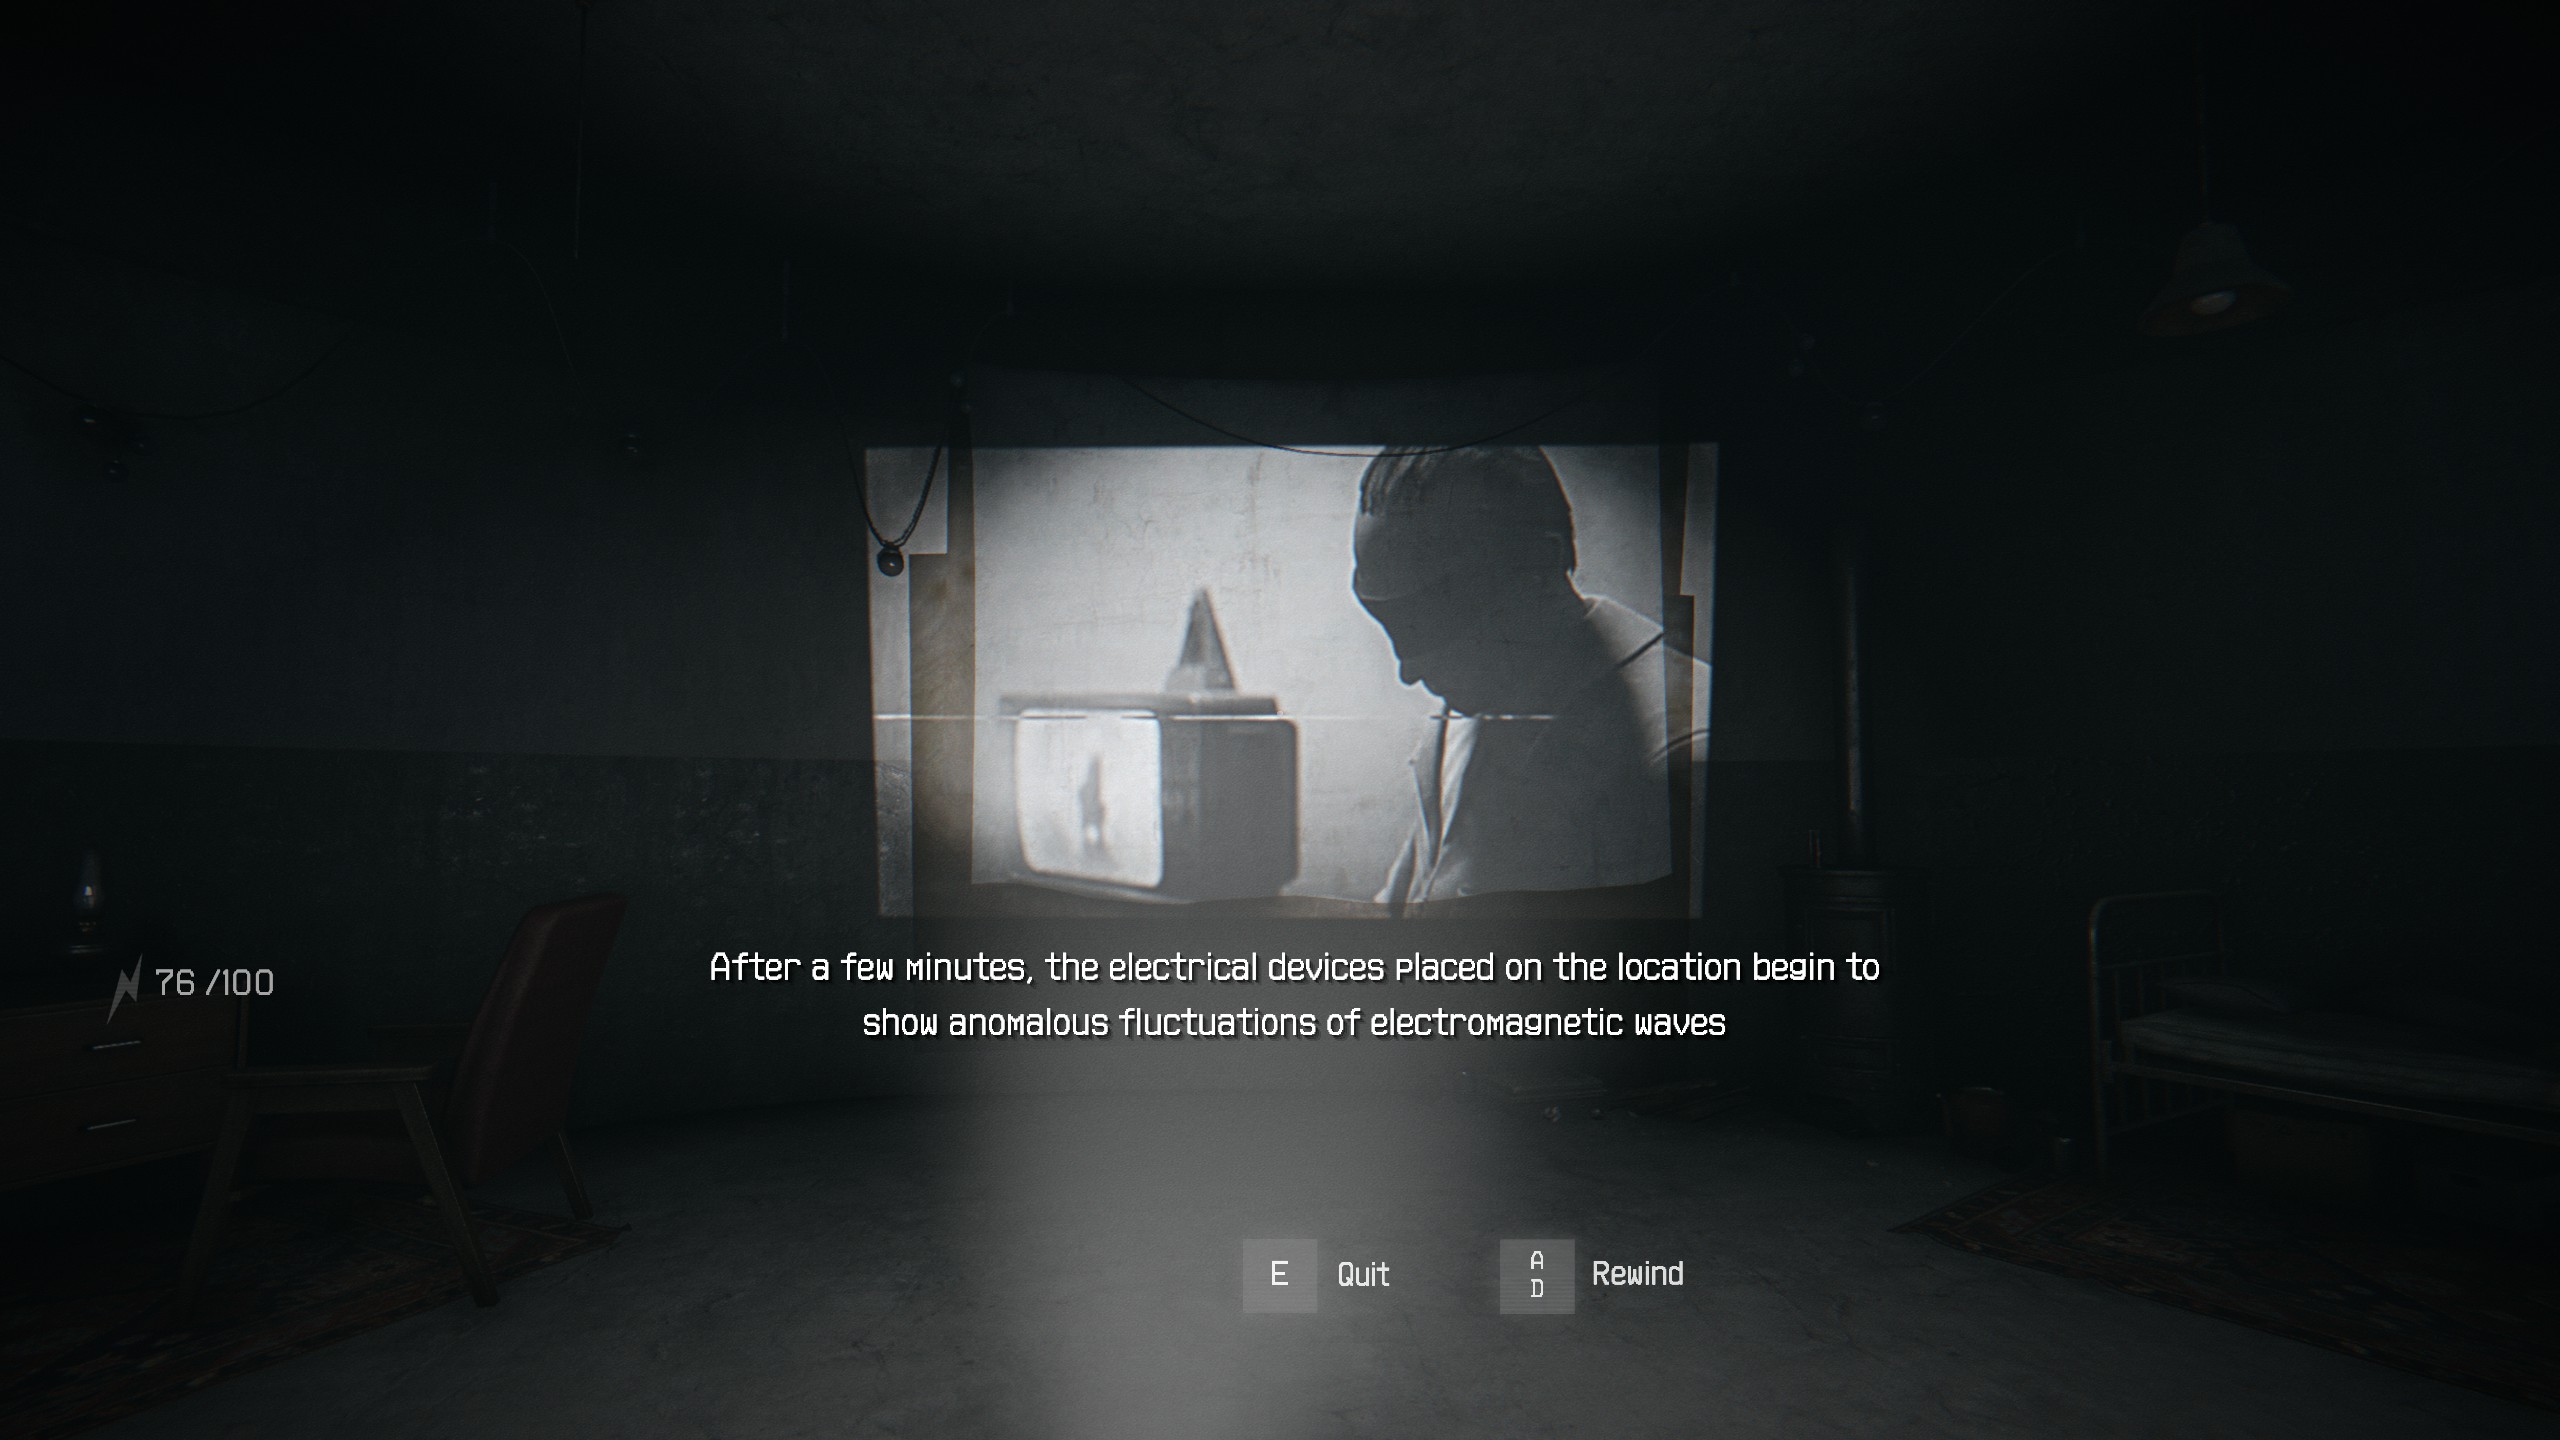 76 /100
After a few minutes, the electrical devices placed on the location begin to
show anomalous fluctuations of electromagnetic waves
E Quit
A
D
Rewind